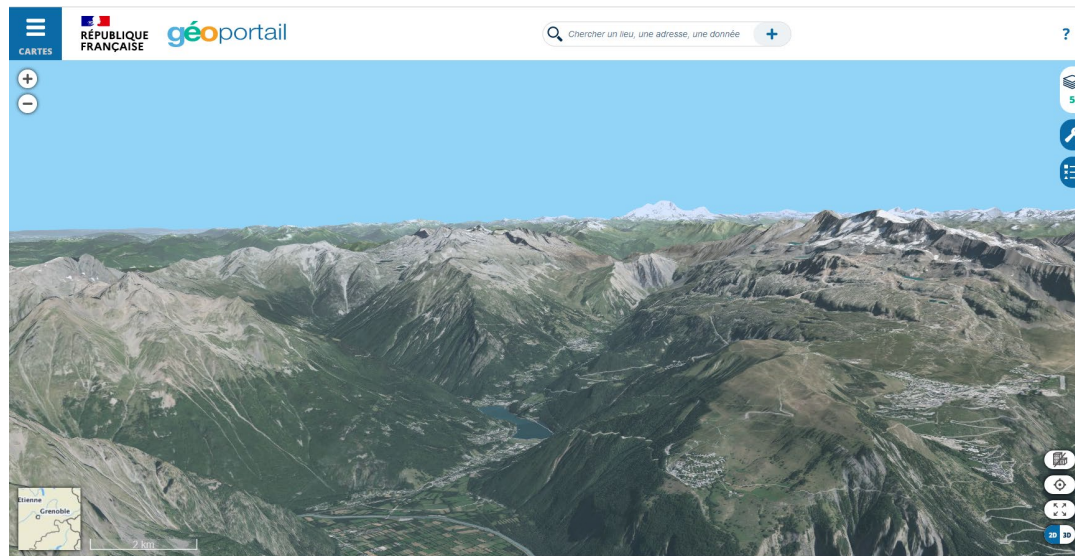 CARTES
RÉPUBLIQUE
FRANÇAISE
géoportail
Chercher un lieu, une adresse, une donnée
+
?
+
−
5
Etienne
Grenoble
2 km
2D 3D